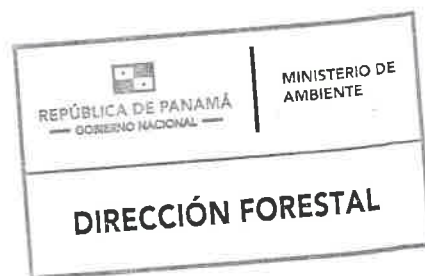 REPÚBLICA DE PANAMÁ
GOBIERNO NACIONAL
MINISTERIO DE
AMBIENTE
DIRECCIÓN FORESTAL